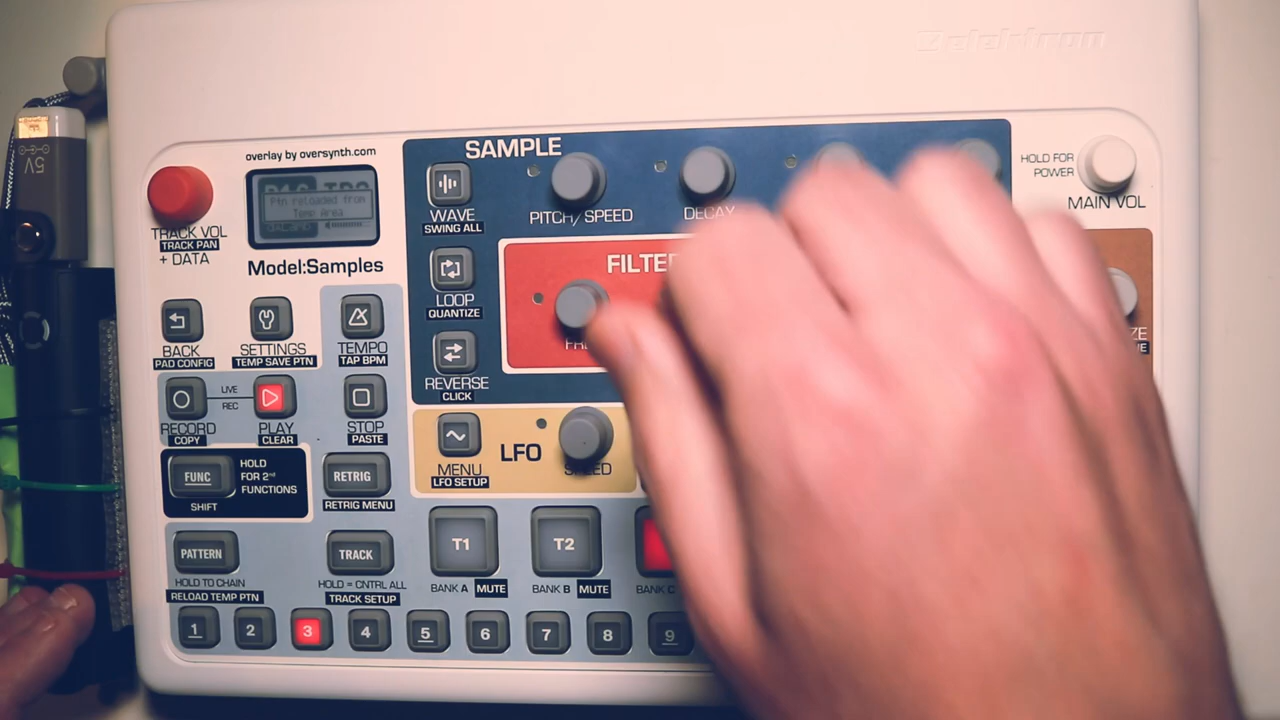 elektron
5V
overlay by oversynth.com
SAMPLE
HOLD FOR
POWER
MAIN VOL
Ptn reloaded from
Temp Area
WAVE
SWING ALL
PITCH/SPEED
DECAY
TRACK VOL
TRACK PAN
+ DATA
Model:Samples
LOOP
QUANTIZE
BACK
PAD CONFIG
SETTINGS
TEMP SAVE PTN
TEMPO
TAP BPM
REVERSE
CLICK
LIVE
REC
RECORD
COPY
PLAY
CLEAR
STOP
PASTE
LFO
MENU
LFO SETUP
SPEED
FUNC
HOLD
FOR 2nd
FUNCTIONS
SHIFT
RETRIG
RETRIG MENU
T1
T2
BANK A MUTE
BANK B MUTE
BANK C
PATTERN
HOLD TO CHAIN
RELOAD TEMP PTN
TRACK
HOLD = CNTRL ALL
TRACK SETUP
1 2 3 4 5 6 7 8 9